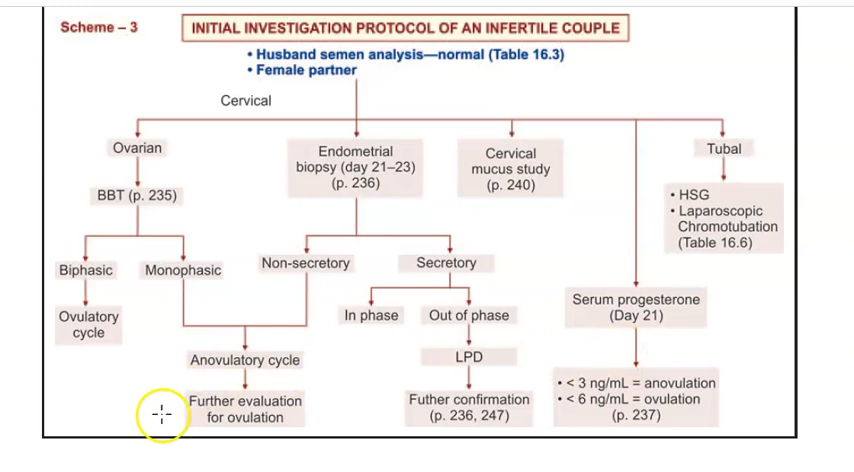 Scheme – 3
INITIAL INVESTIGATION PROTOCOL OF AN INFERTILE COUPLE
• Husband semen analysis—normal (Table 16.3)
• Female partner
Cervical
Ovarian
BBT (p. 235)
Biphasic
Monophasic
Ovulatory
cycle
Endometrial
biopsy (day 21–23)
(p. 236)
Non-secretory
Secretory
In phase
Out of phase
LPD
Futher confirmation
(p. 236, 247)
Anovulatory cycle
Further evaluation
for ovulation
Cervical
mucus study
(p. 240)
Serum progesterone
(Day 21)
• < 3 ng/mL = anovulation
• < 6 ng/mL = ovulation
(p. 237)
Tubal
• HSG
• Laparoscopic
Chromotubation
(Table 16.6)